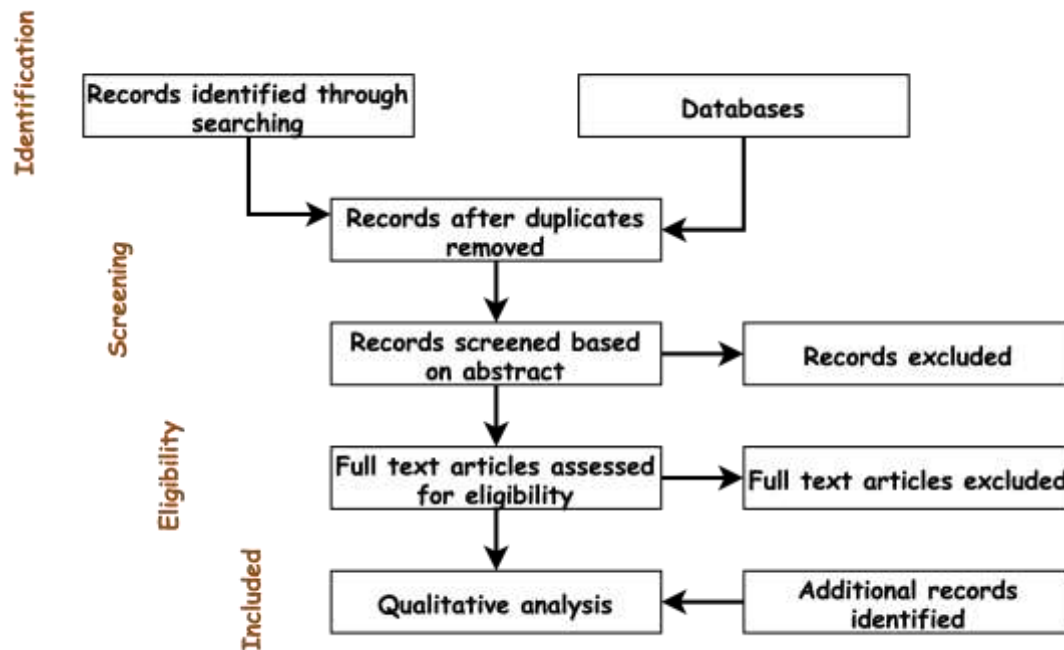 Identification
Records identified through
searching
Databases
Records after duplicates
removed
Screening
Records screened based
on abstract
Records excluded
Eligibility
Full text articles assessed
for eligibility
Full text articles excluded
Included
Qualitative analysis
Additional records
identified